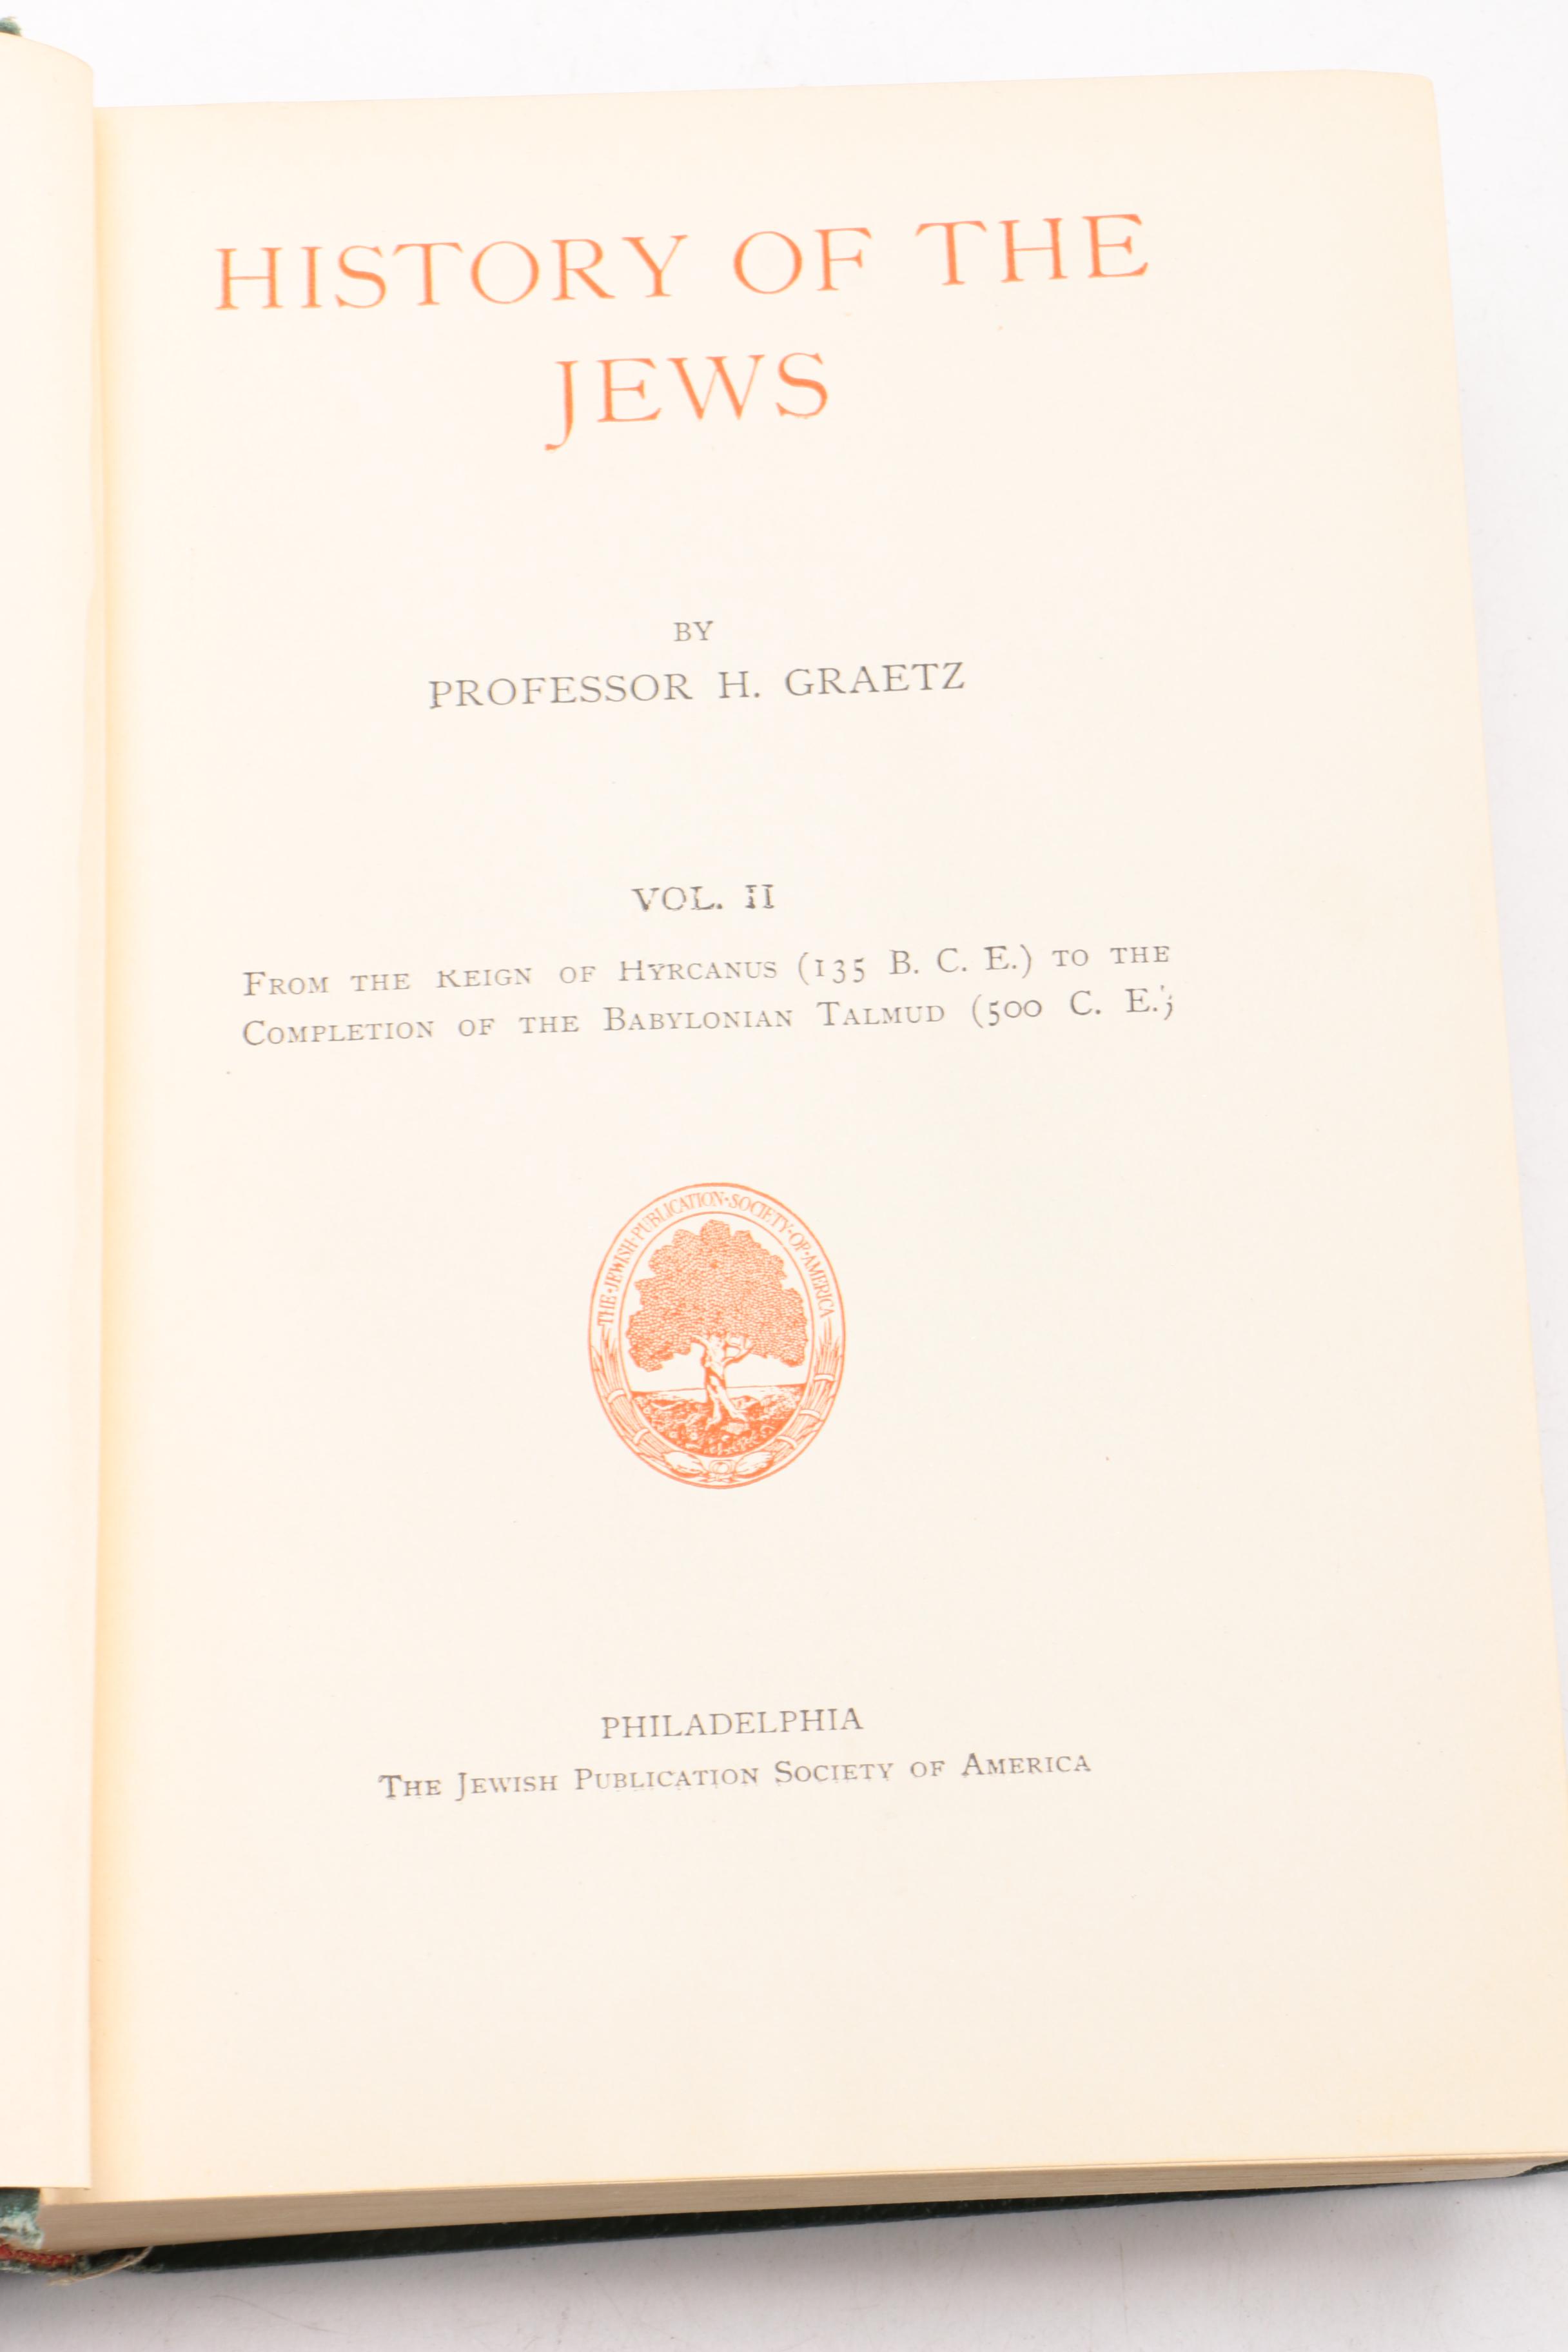 HISTORY OF THE
JEWS
BY
PROFESSOR H. GRAETZ
VOL. II
FROM THE REIGN OF HYRCANUS (135 B. C. E.) TO THE
COMPLETION OF THE BABYLONIAN TALMUD (500 C. E.)
THE·JEWISH·PUBLICATION·SOCIETY·OF·AMERICA
PHILADELPHIA
THE JEWISH PUBLICATION SOCIETY OF AMERICA